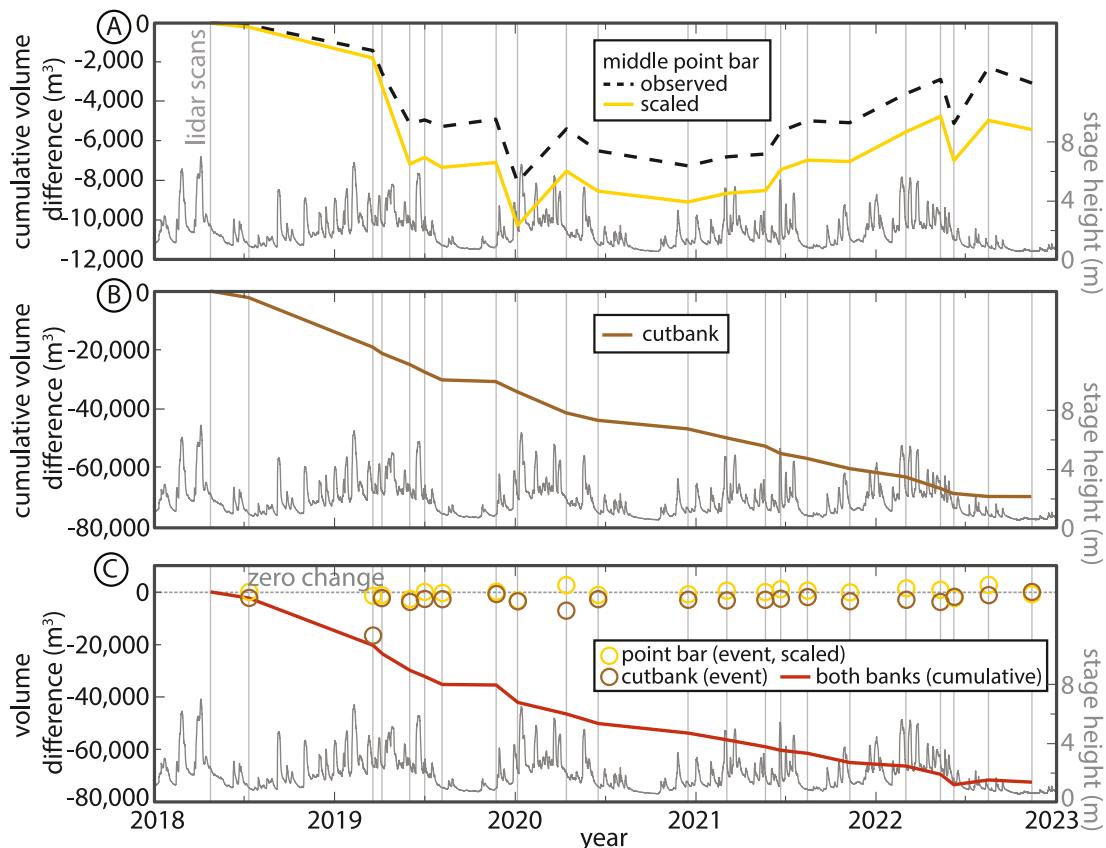 A
cumulative volume
difference (m³)
0
-2,000
-4,000
-6,000
-8,000
-10,000
-12,000
lidar scans
middle point bar
observed
scaled
8
4
0
stage height (m)
B
cumulative volume
difference (m³)
0
-20,000
-40,000
-60,000
-80,000
cutbank
8
4
0
stage height (m)
C
volume
difference (m³)
0
-20,000
-40,000
-60,000
-80,000
zero change
point bar (event, scaled)
cutbank (event) both banks (cumulative)
8
4
0
stage height (m)
2018 2019 2020 2021 2022 2023
year